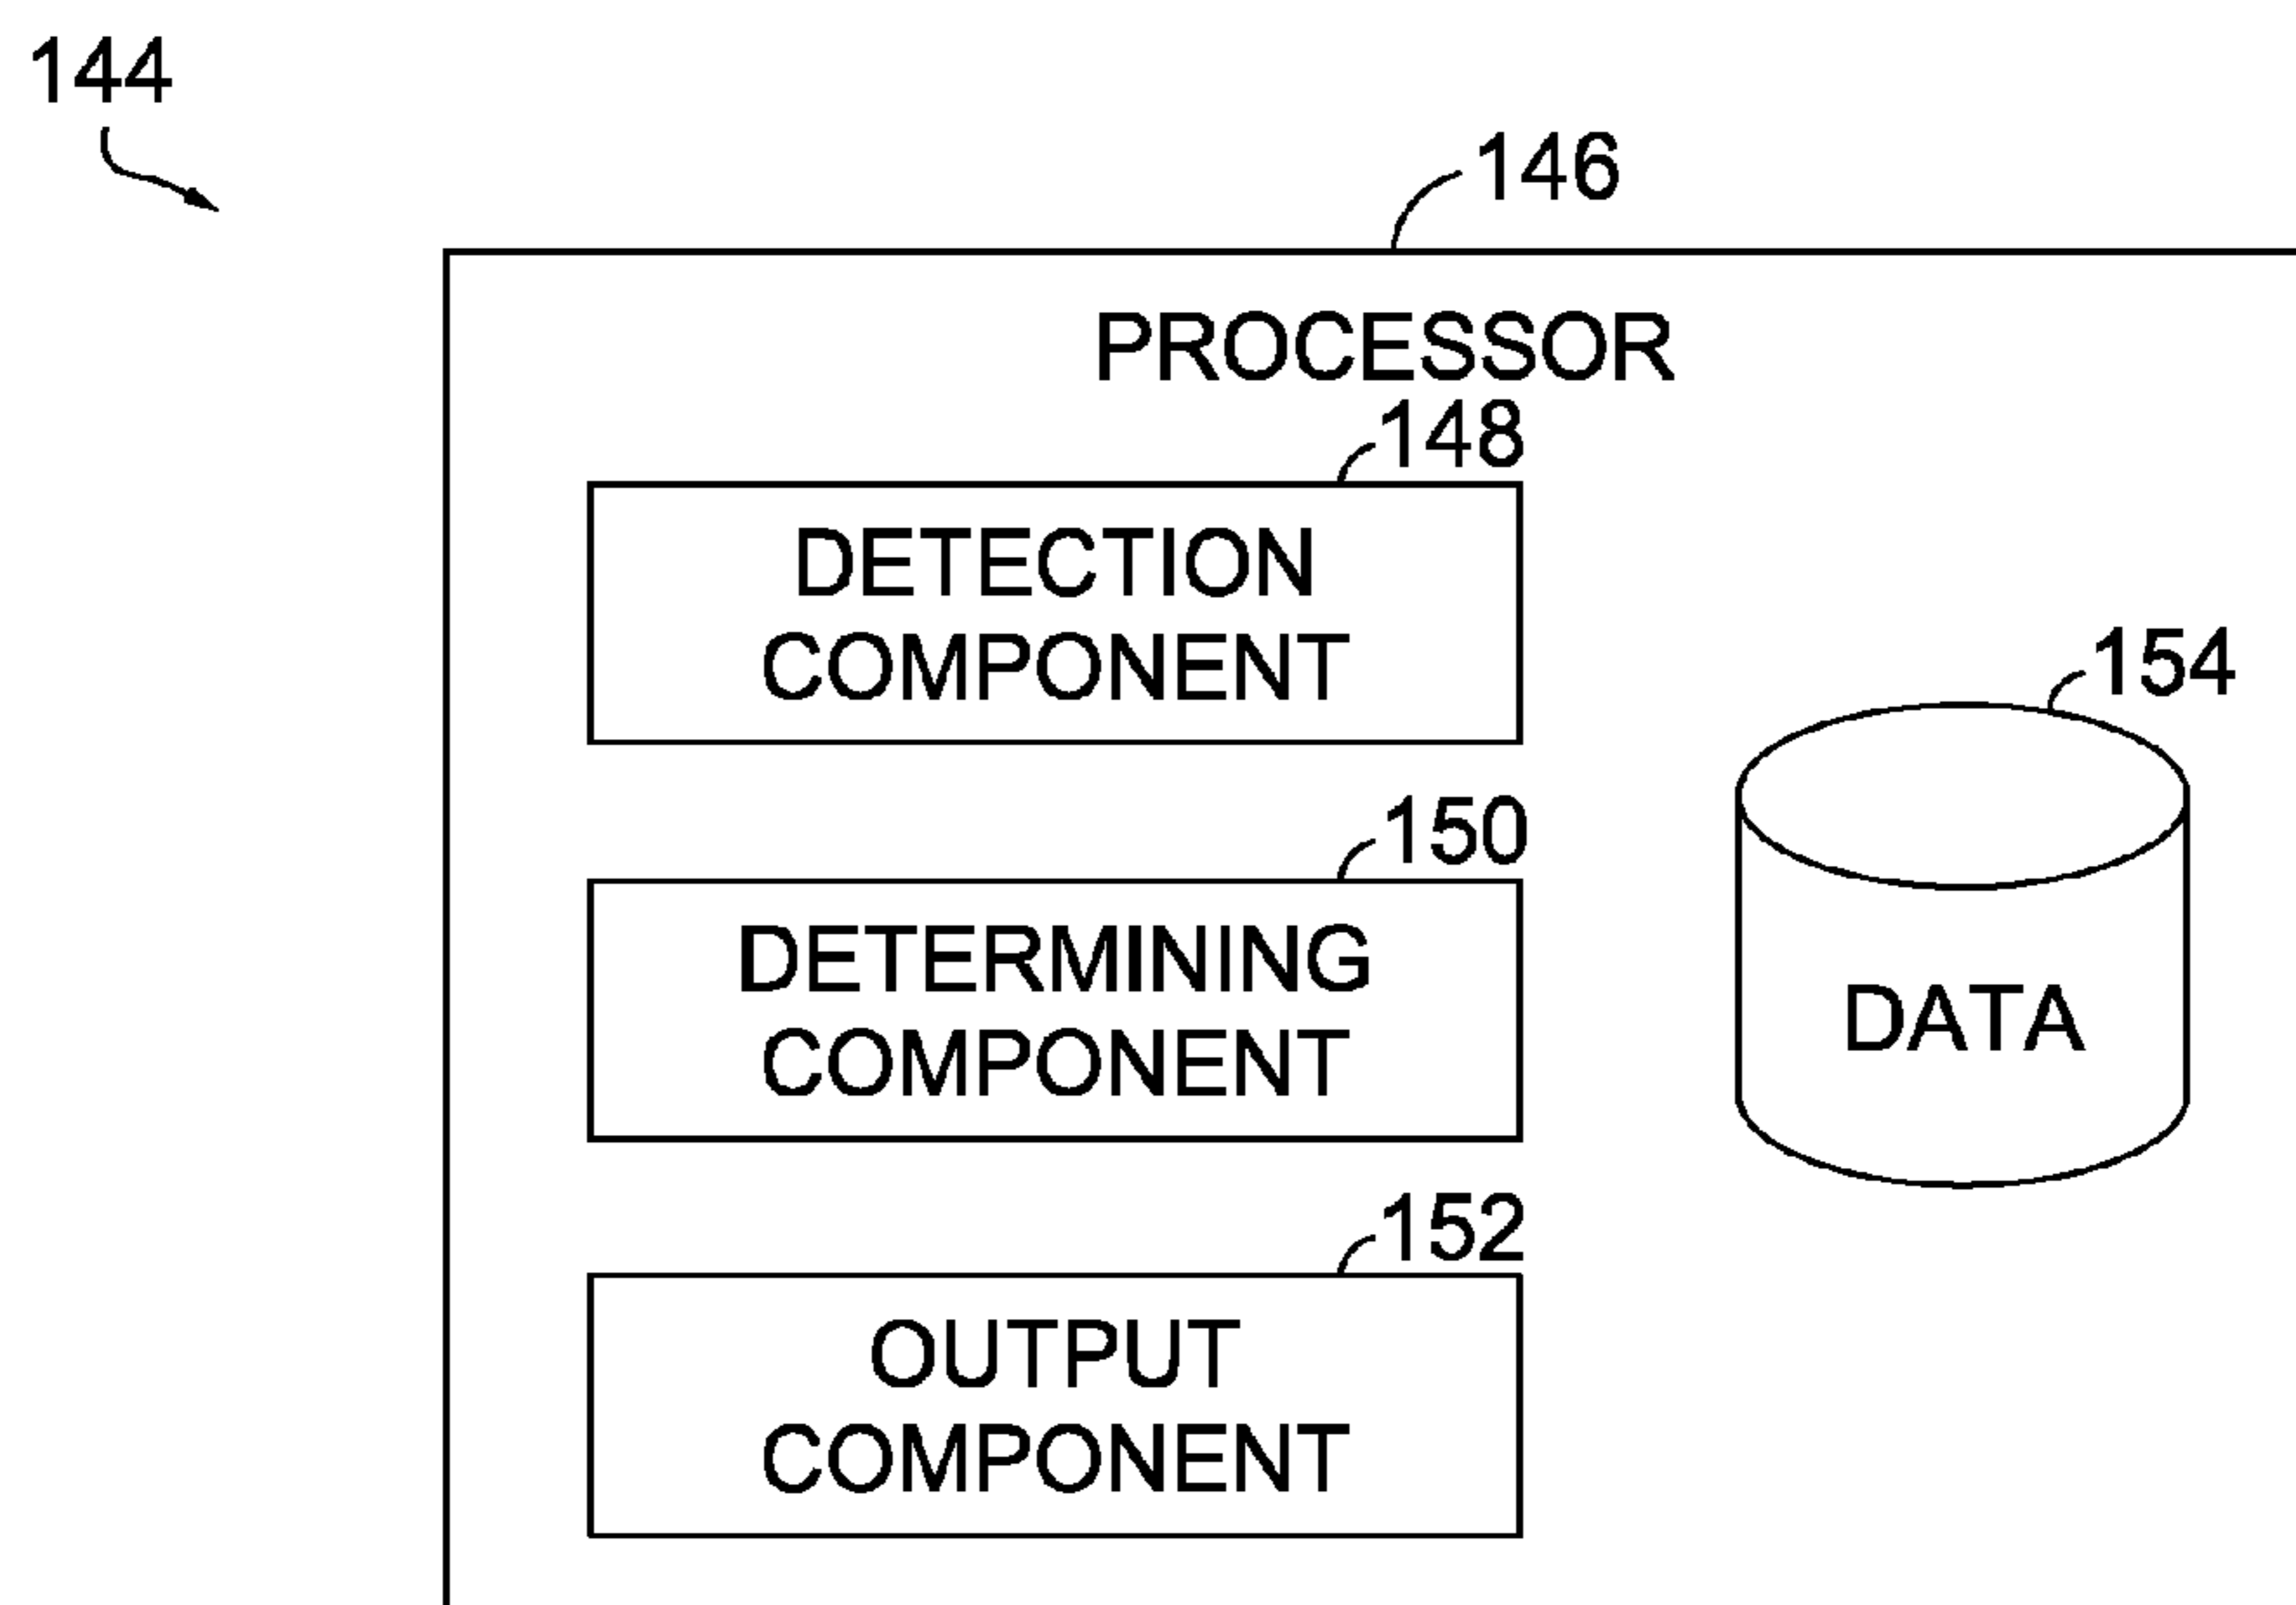 144
146
PROCESSOR
148
DETECTION
COMPONENT
154
150
DETERMINING
COMPONENT
DATA
152
OUTPUT
COMPONENT